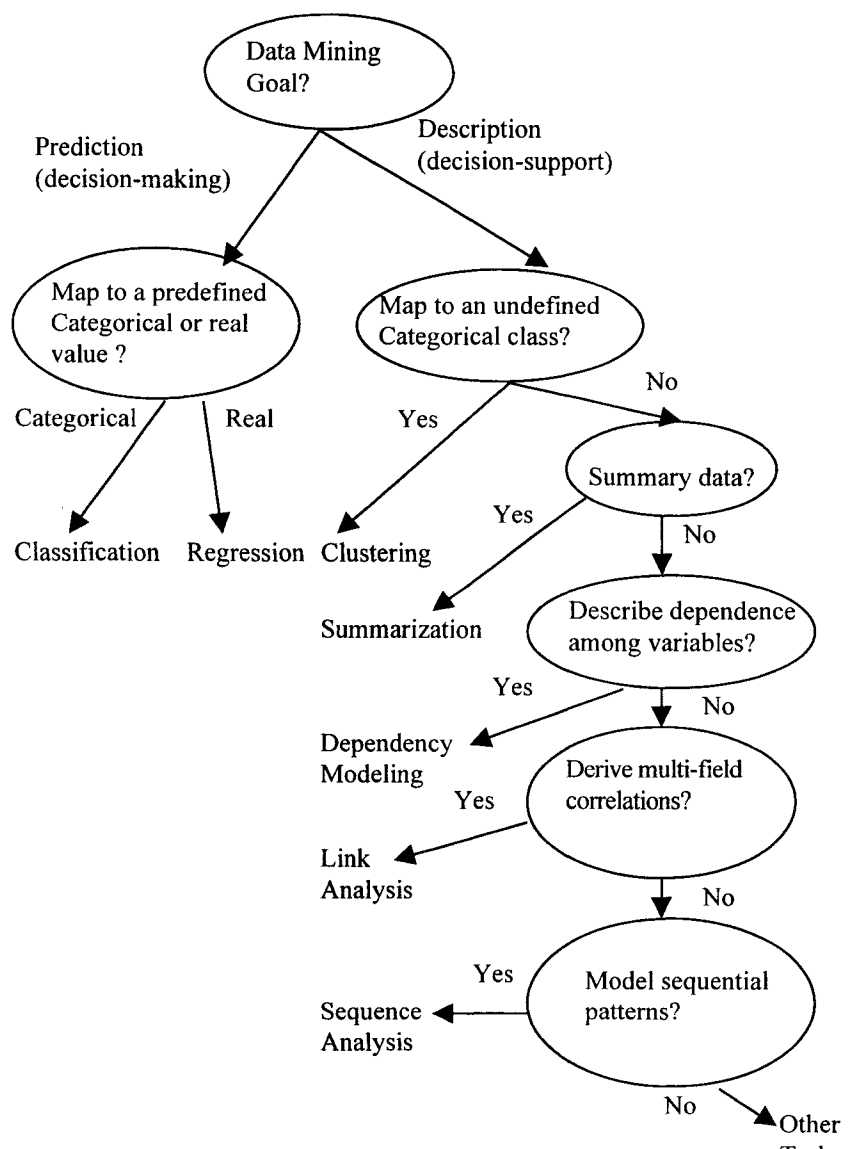 Data Mining
Goal?
Prediction
(decision-making)
Description
(decision-support)
Map to a predefined
Categorical or real
value ?
Map to an undefined
Categorical class?
Categorical
Real
Yes
No
Classification
Regression
Clustering
Summary data?
Yes
No
Summarization
Describe dependence
among variables?
Yes
No
Dependency
Modeling
Derive multi-field
correlations?
Yes
No
Link
Analysis
Model sequential
patterns?
Yes
No
Sequence
Analysis
Other